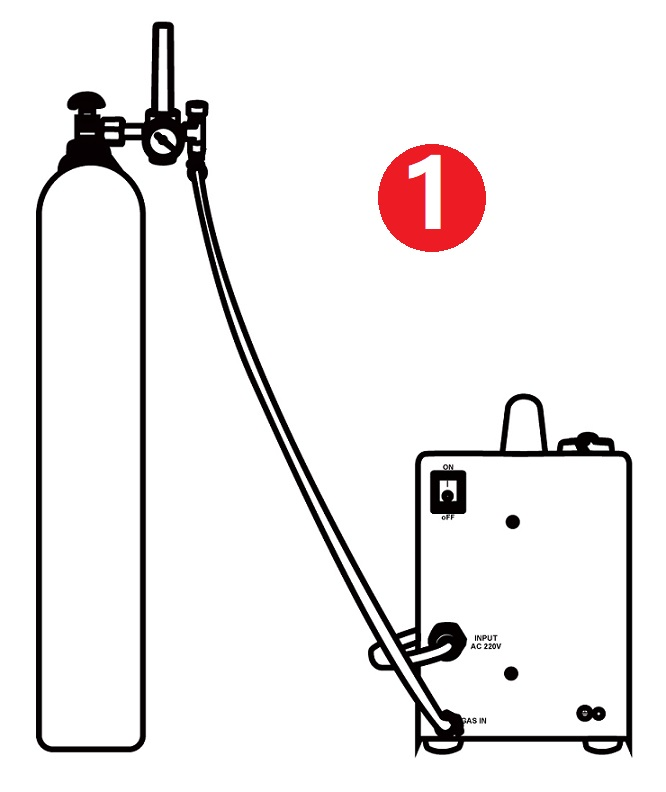 1
ON
oFF
INPUT
AC 220V
GAS IN